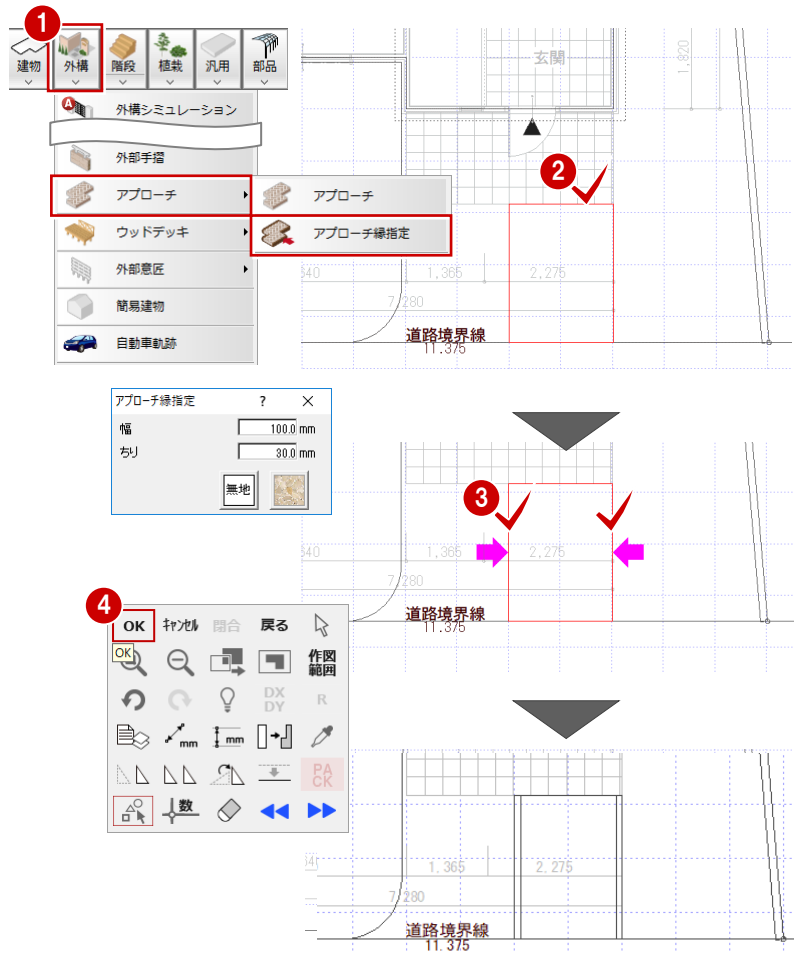 1
建物 外構 階段 植栽 汎用 部品
外構シミュレーション
外部手摺
アプローチ
ウッドデッキ
外部意匠
簡易建物
自動車軌跡
アプローチ
アプローチ縁指定
玄関
1,820
2
640 1,365 2,275
7,280
道路境界線
11.375
アプローチ縁指定 ? ×
幅 100.0 mm
ちり 30.0 mm
無地
3
640 1,365 2,275
7,280
道路境界線
11.375
4
OK ｷｬﾝｾﾙ 閉合 戻る
OK
作図
範囲
DX
DY
R
mm mm
PA
CK
数
1,365 2,275
7,280
道路境界線
11.375